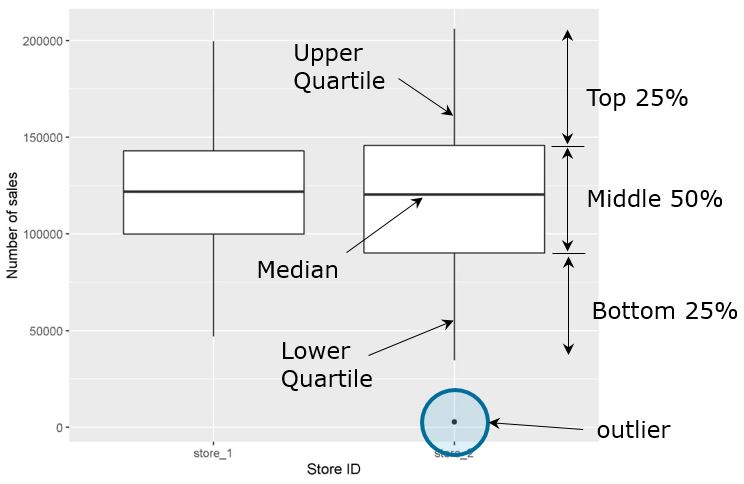 200000
150000
100000
50000
0
Number of sales
Upper
Quartile
Top 25%
Middle 50%
Median
Bottom 25%
Lower
Quartile
outlier
store_1
store_2
Store ID